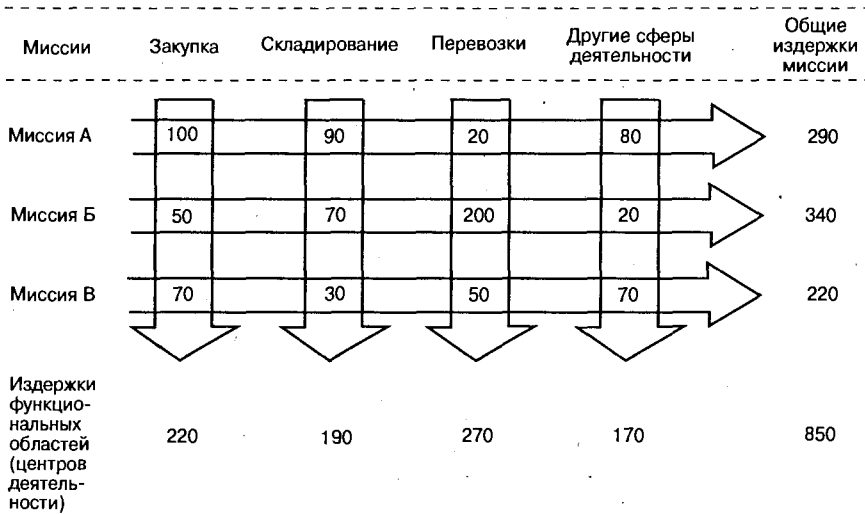 Миссии Закупка Складирование Перевозки Другие сферы деятельности Общие издержки миссии
Миссия А 100 90 20 80 290
Миссия Б 50 70 200 20 340
Миссия В 70 30 50 70 220
Издержки
функцио-
нальных
областей 220 190 270 170 850
(центров
деятель-
ности)